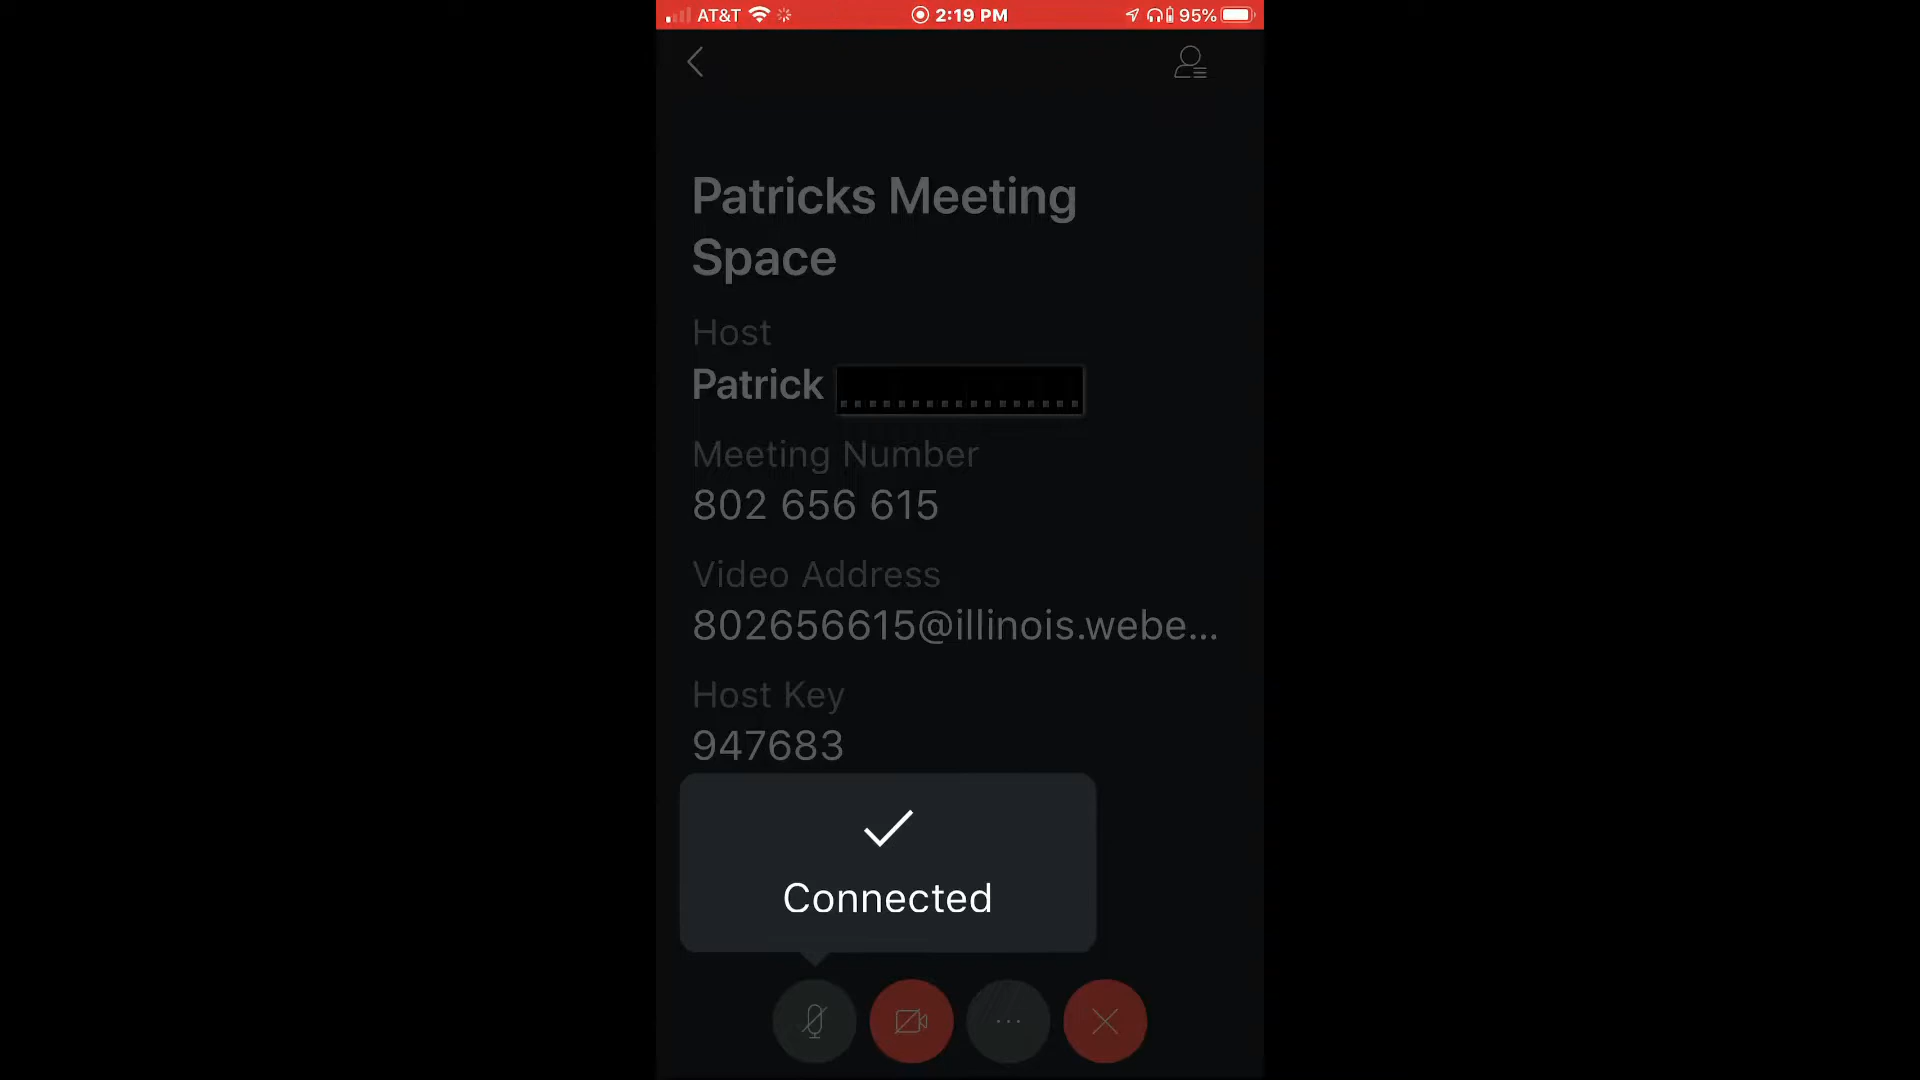 AT&T 2:19 PM 95%
Patricks Meeting
Space
Host
Patrick
Meeting Number
802 656 615
Video Address
802656615@illinois.webe...
Host Key
947683
Connected